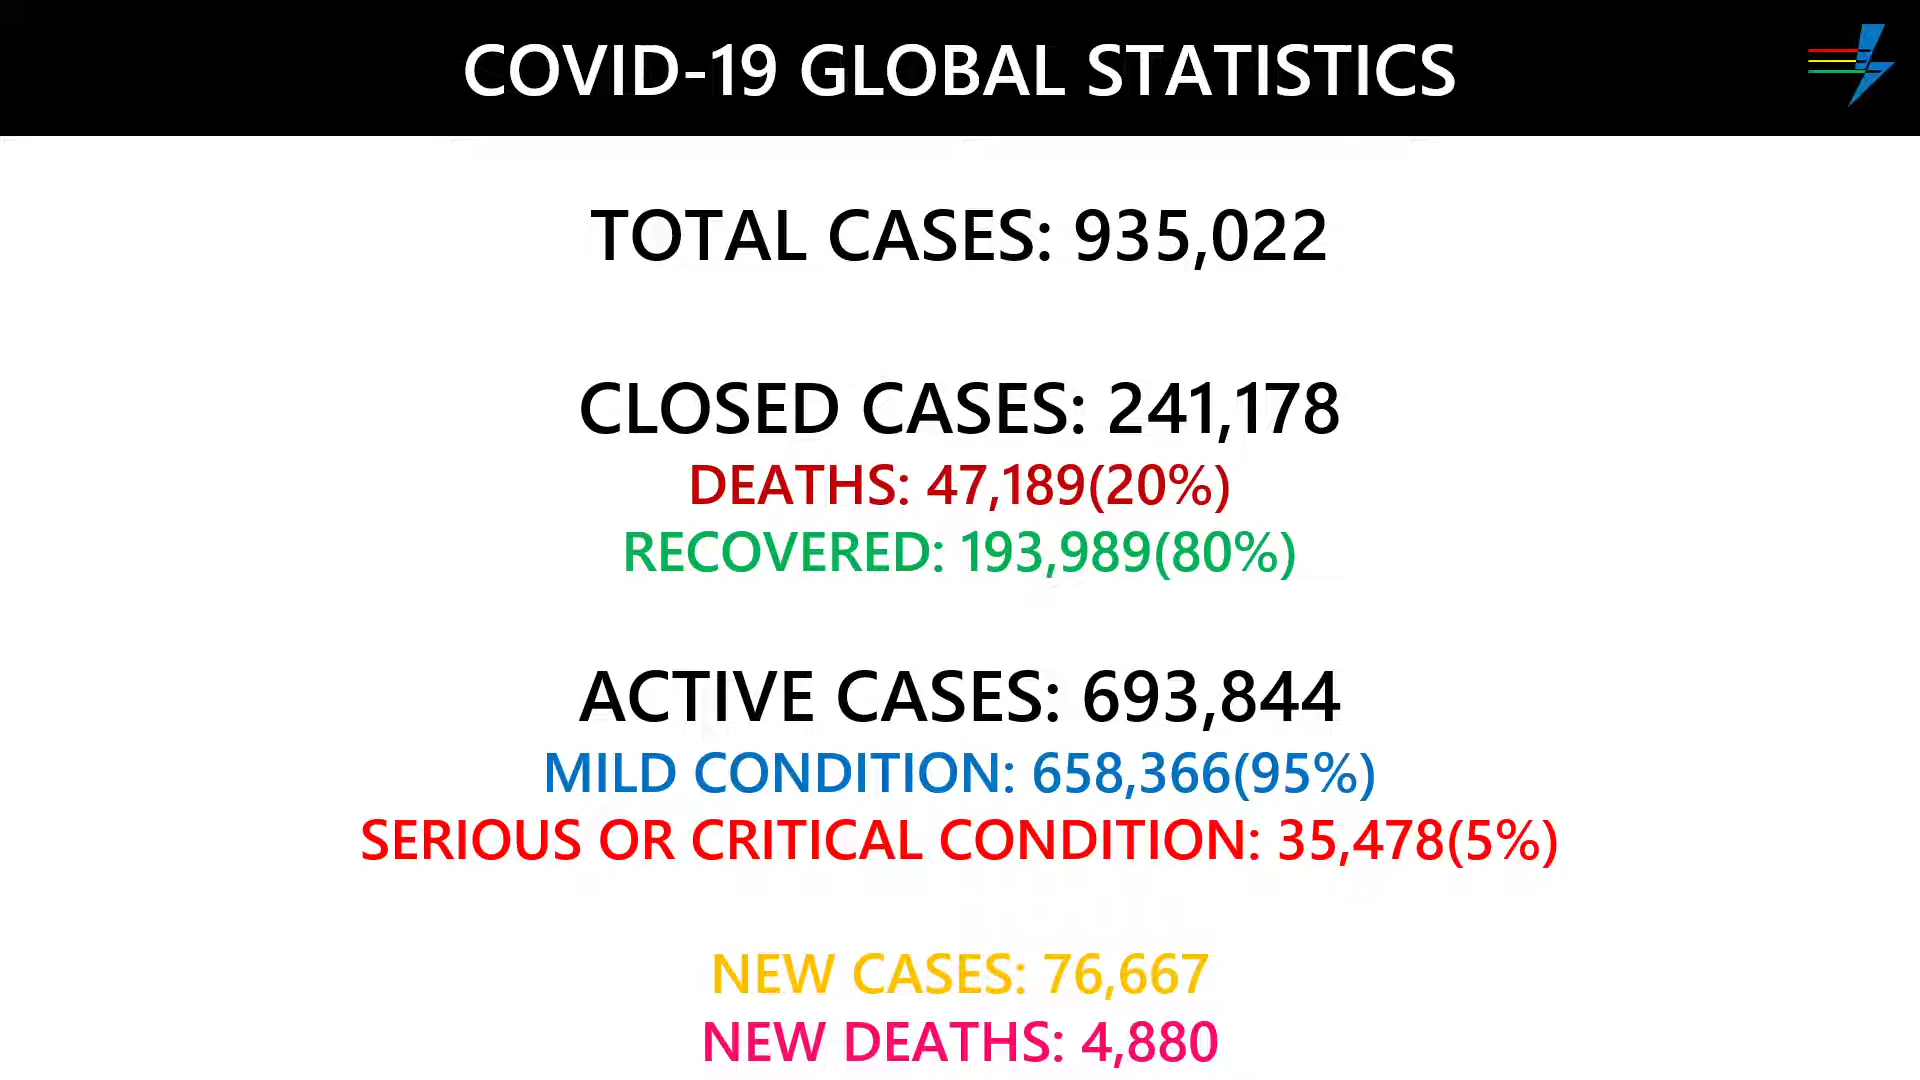 COVID-19 GLOBAL STATISTICS
TOTAL CASES: 935,022
CLOSED CASES: 241,178
DEATHS: 47,189(20%)
RECOVERED: 193,989(80%)
ACTIVE CASES: 693,844
MILD CONDITION: 658,366(95%)
SERIOUS OR CRITICAL CONDITION: 35,478(5%)
NEW CASES: 76,667
NEW DEATHS: 4,880